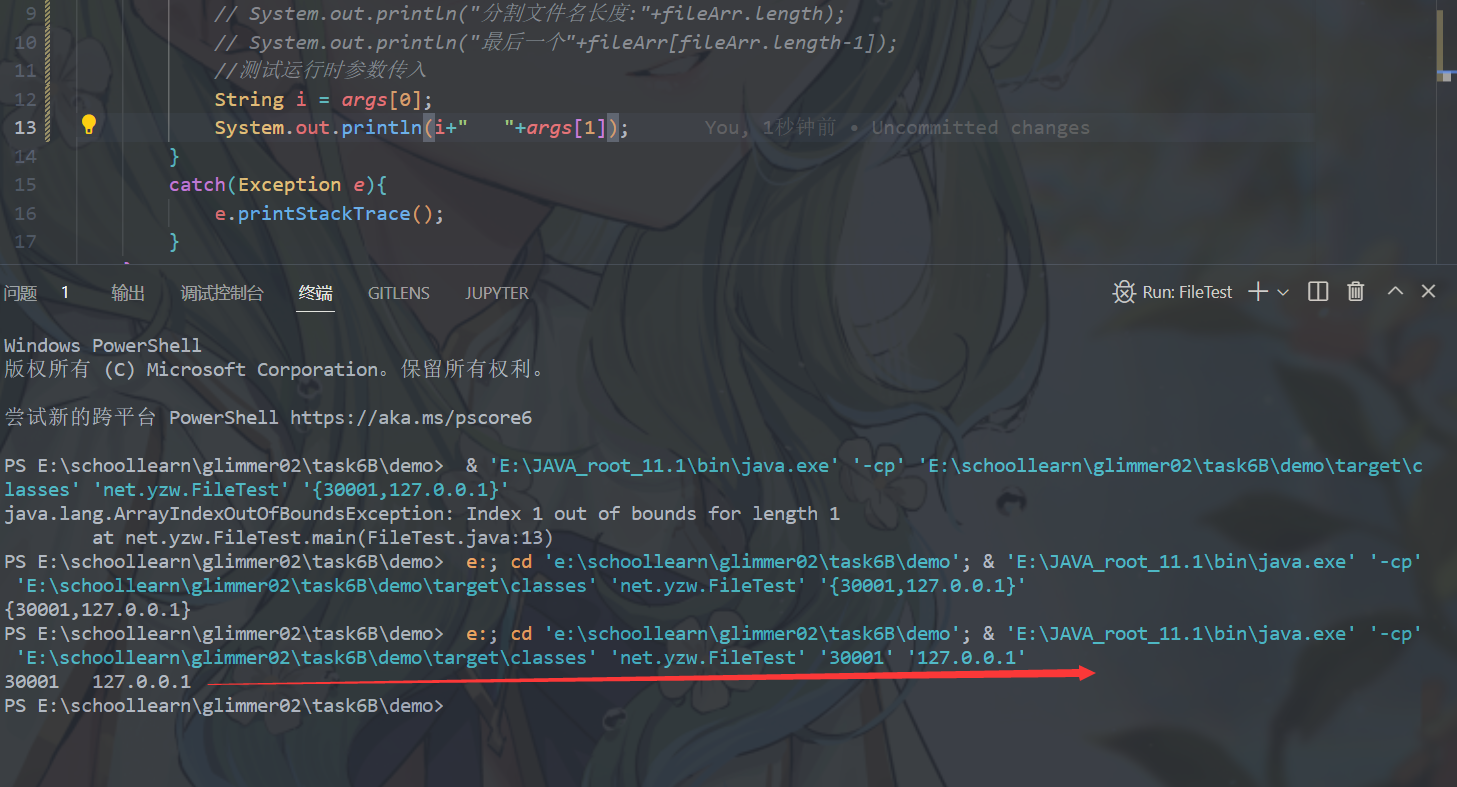 9 // System.out.println("分割文件名长度:"+fileArr.length);
10 // System.out.println("最后一个"+fileArr[fileArr.length-1]);
11 //测试运行时参数传入
12 String i = args[0];
13 System.out.println(i+"   "+args[1]); You, 1秒钟前 • Uncommitted changes
14 }
15 catch(Exception e){
16 e.printStackTrace();
17 }
问题 1 输出 调试控制台 终端 GITLENS JUPYTER Run: FileTest
Windows PowerShell
版权所有 (C) Microsoft Corporation。保留所有权利。
尝试新的跨平台 PowerShell https://aka.ms/pscore6
PS E:\schoollearn\glimmer02\task6B\demo>  & 'E:\JAVA_root_11.1\bin\java.exe' '-cp' 'E:\schoollearn\glimmer02\task6B\demo\target\c
lasses' 'net.yzw.FileTest' '{30001,127.0.0.1}'
java.lang.ArrayIndexOutOfBoundsException: Index 1 out of bounds for length 1
at net.yzw.FileTest.main(FileTest.java:13)
PS E:\schoollearn\glimmer02\task6B\demo>  e:; cd 'e:\schoollearn\glimmer02\task6B\demo'; & 'E:\JAVA_root_11.1\bin\java.exe' '-cp'
'E:\schoollearn\glimmer02\task6B\demo\target\classes' 'net.yzw.FileTest' '{30001,127.0.0.1}'
{30001,127.0.0.1}
PS E:\schoollearn\glimmer02\task6B\demo>  e:; cd 'e:\schoollearn\glimmer02\task6B\demo'; & 'E:\JAVA_root_11.1\bin\java.exe' '-cp'
'E:\schoollearn\glimmer02\task6B\demo\target\classes' 'net.yzw.FileTest' '30001' '127.0.0.1'
30001   127.0.0.1
PS E:\schoollearn\glimmer02\task6B\demo>